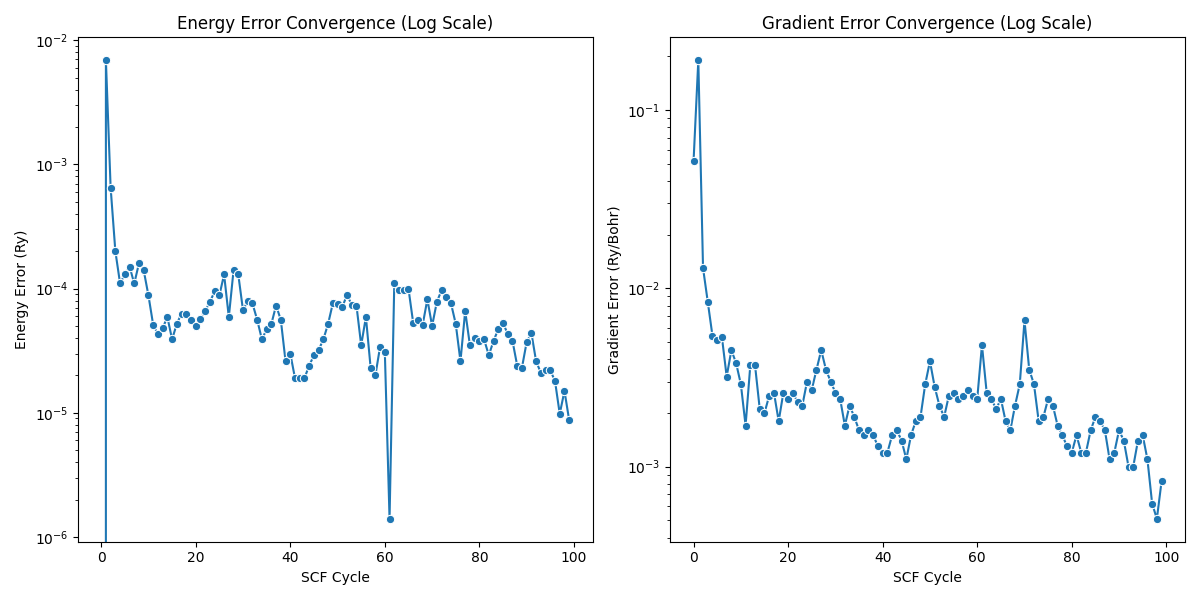 Energy Error Convergence (Log Scale)
Energy Error (Ry)
10⁻²
10⁻³
10⁻⁴
10⁻⁵
10⁻⁶
0 20 40 60 80 100
SCF Cycle
Gradient Error Convergence (Log Scale)
Gradient Error (Ry/Bohr)
10⁻¹
10⁻²
10⁻³
0 20 40 60 80 100
SCF Cycle